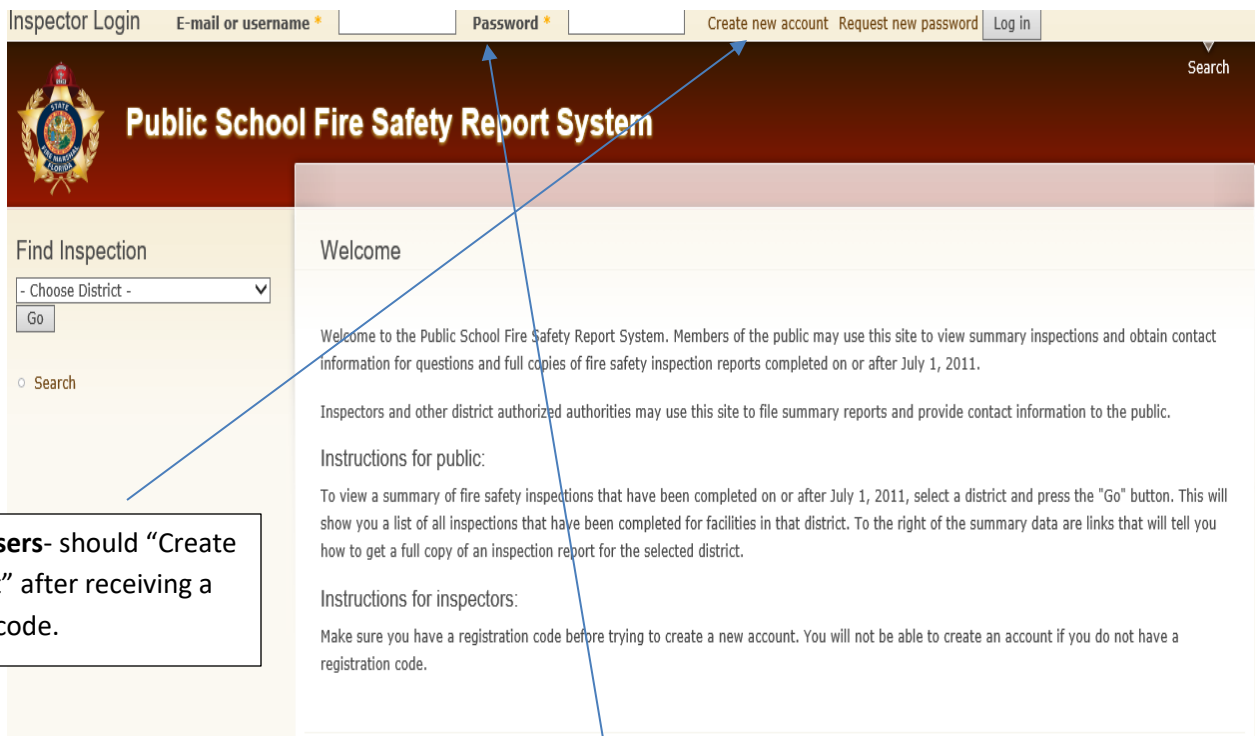 Inspector Login E-mail or username * Password * Create new account Request new password Log in
Search
STATE
FIRE MARSHAL
FLORIDA
Public School Fire Safety Report System
Find Inspection
- Choose District -
Go
Search
Welcome
Welcome to the Public School Fire Safety Report System. Members of the public may use this site to view summary inspections and obtain contact
information for questions and full copies of fire safety inspection reports completed on or after July 1, 2011.
Inspectors and other district authorized authorities may use this site to file summary reports and provide contact information to the public.
Instructions for public:
To view a summary of fire safety inspections that have been completed on or after July 1, 2011, select a district and press the "Go" button. This will
show you a list of all inspections that have been completed for facilities in that district. To the right of the summary data are links that will tell you
how to get a full copy of an inspection report for the selected district.
Instructions for inspectors:
Make sure you have a registration code before trying to create a new account. You will not be able to create an account if you do not have a
registration code.
sers- should “Create
” after receiving a
code.